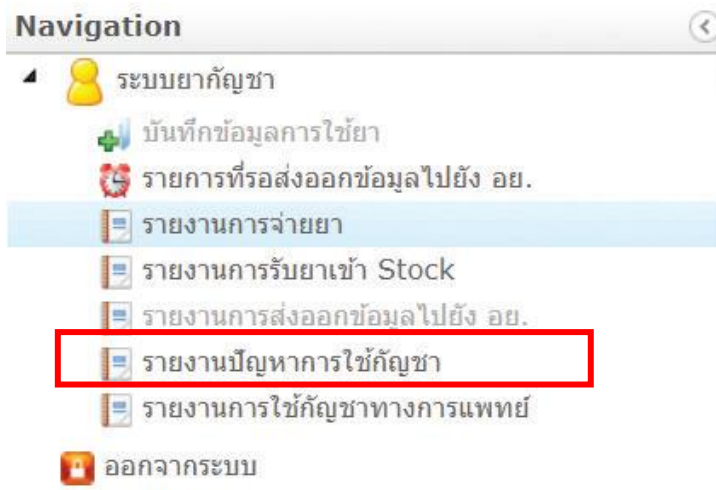 Navigation
ระบบยากัญชา
บันทึกข้อมูลการใช้ยา
รายการที่รอส่งออกข้อมูลไปยัง อย.
รายงานการจ่ายยา
รายงานการรับยาเข้า Stock
รายงานการส่งออกข้อมูลไปยัง อย.
รายงานปัญหาการใช้กัญชา
รายงานการใช้กัญชาทางการแพทย์
ออกจากระบบ